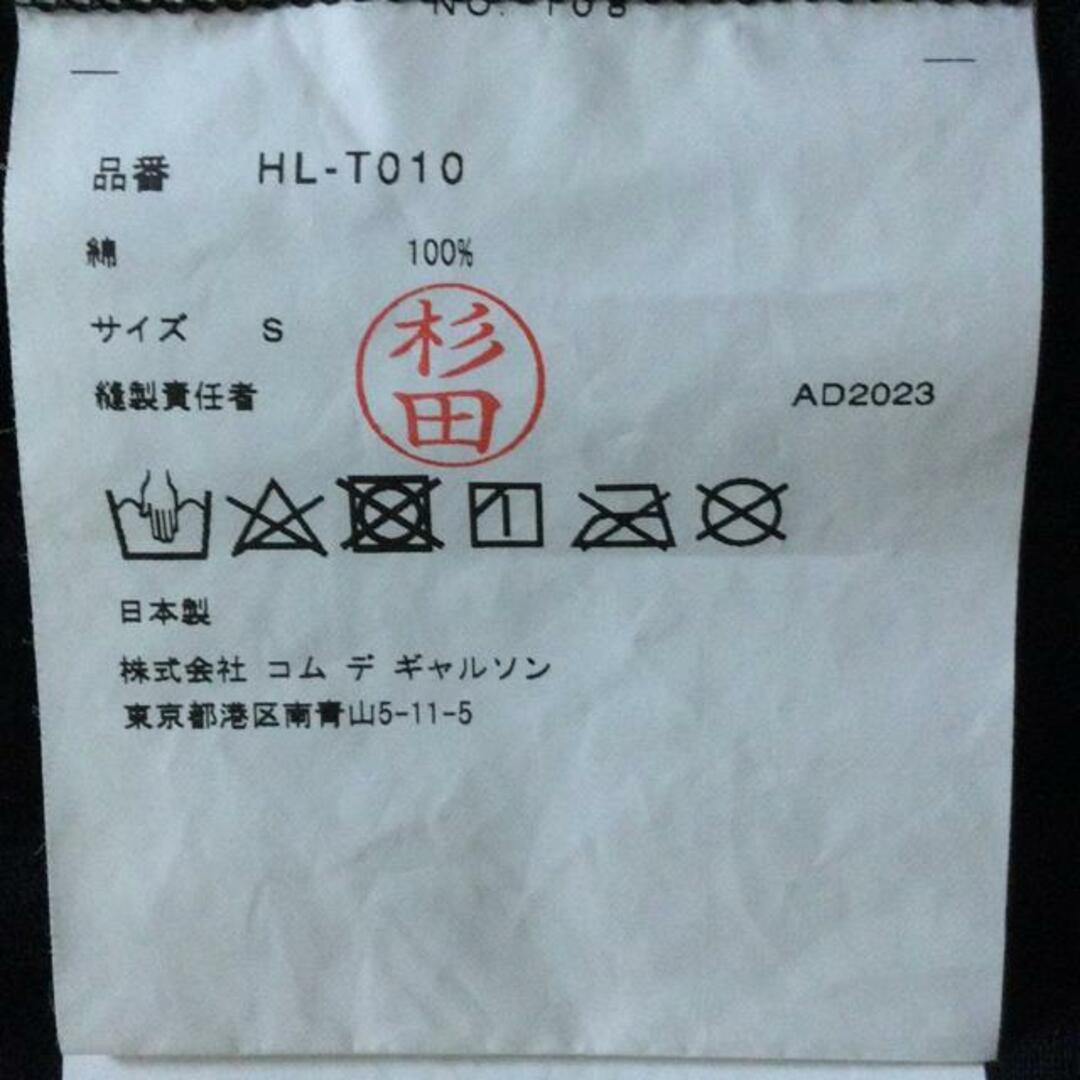 品番 HL-T010
綿 100%
サイズ S
杉田
縫製責任者 AD2023
日本製
株式会社 コム デ ギャルソン
東京都港区南青山5-11-5